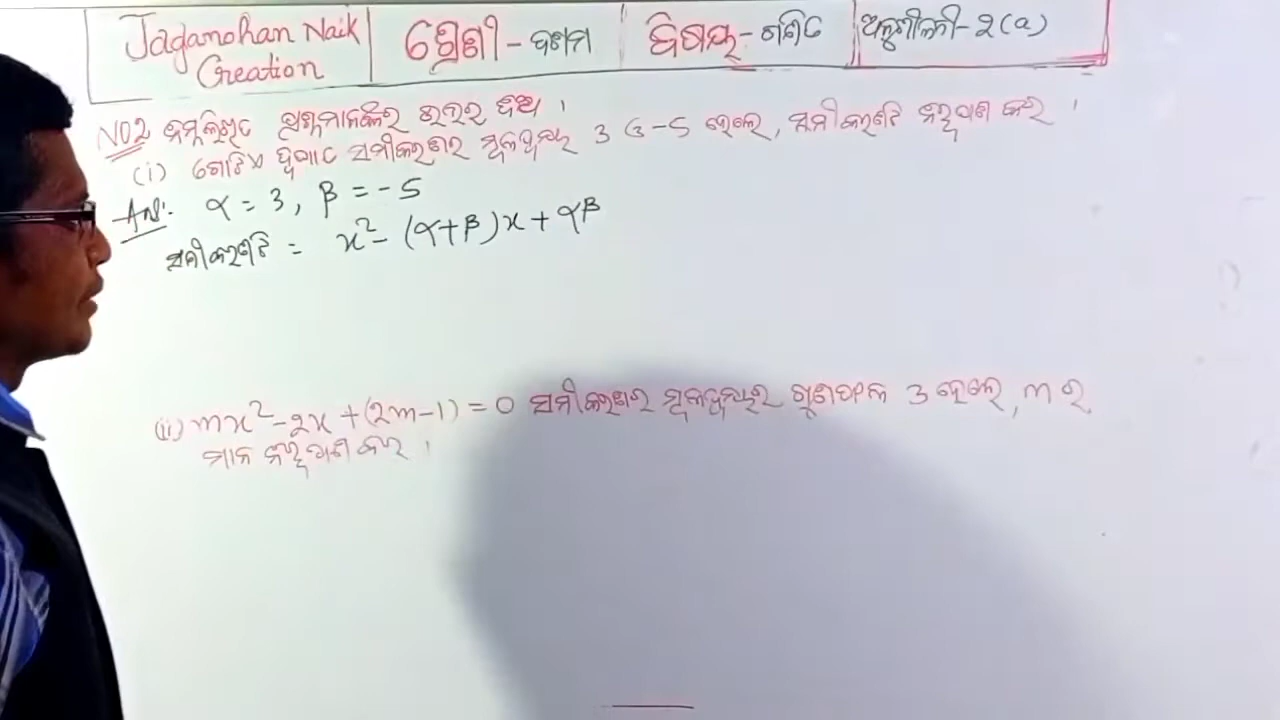 Jagamohan Naik Creation
ଶ୍ରେଣୀ - ଦଶମ
ବିଷୟ - ଗଣିତ
ଅନୁଶୀଳନୀ - 2(a)
NO2 ନିମ୍ନଲିଖିତ ପ୍ରଶ୍ନମାନଙ୍କର ଉତ୍ତର ଦିଅ ।
(i) ଗୋଟିଏ ଦ୍ୱିଘାତ ସମୀକରଣର ମୂଳଦ୍ୱୟ 3 ଓ -5 ହେଲେ, ସମୀକରଣଟି ନିରୂପଣ କର ।
Ans: α = 3, β = -5
ସମୀକରଣଟି = x² - (α+β)x + αβ
(ii) mx² - 2x + (2m-1) = 0 ସମୀକରଣର ମୂଳଦ୍ୱୟର ଗୁଣଫଳ 3 ହେଲେ, m ର
ମାନ ନିରୂପଣ କର ।